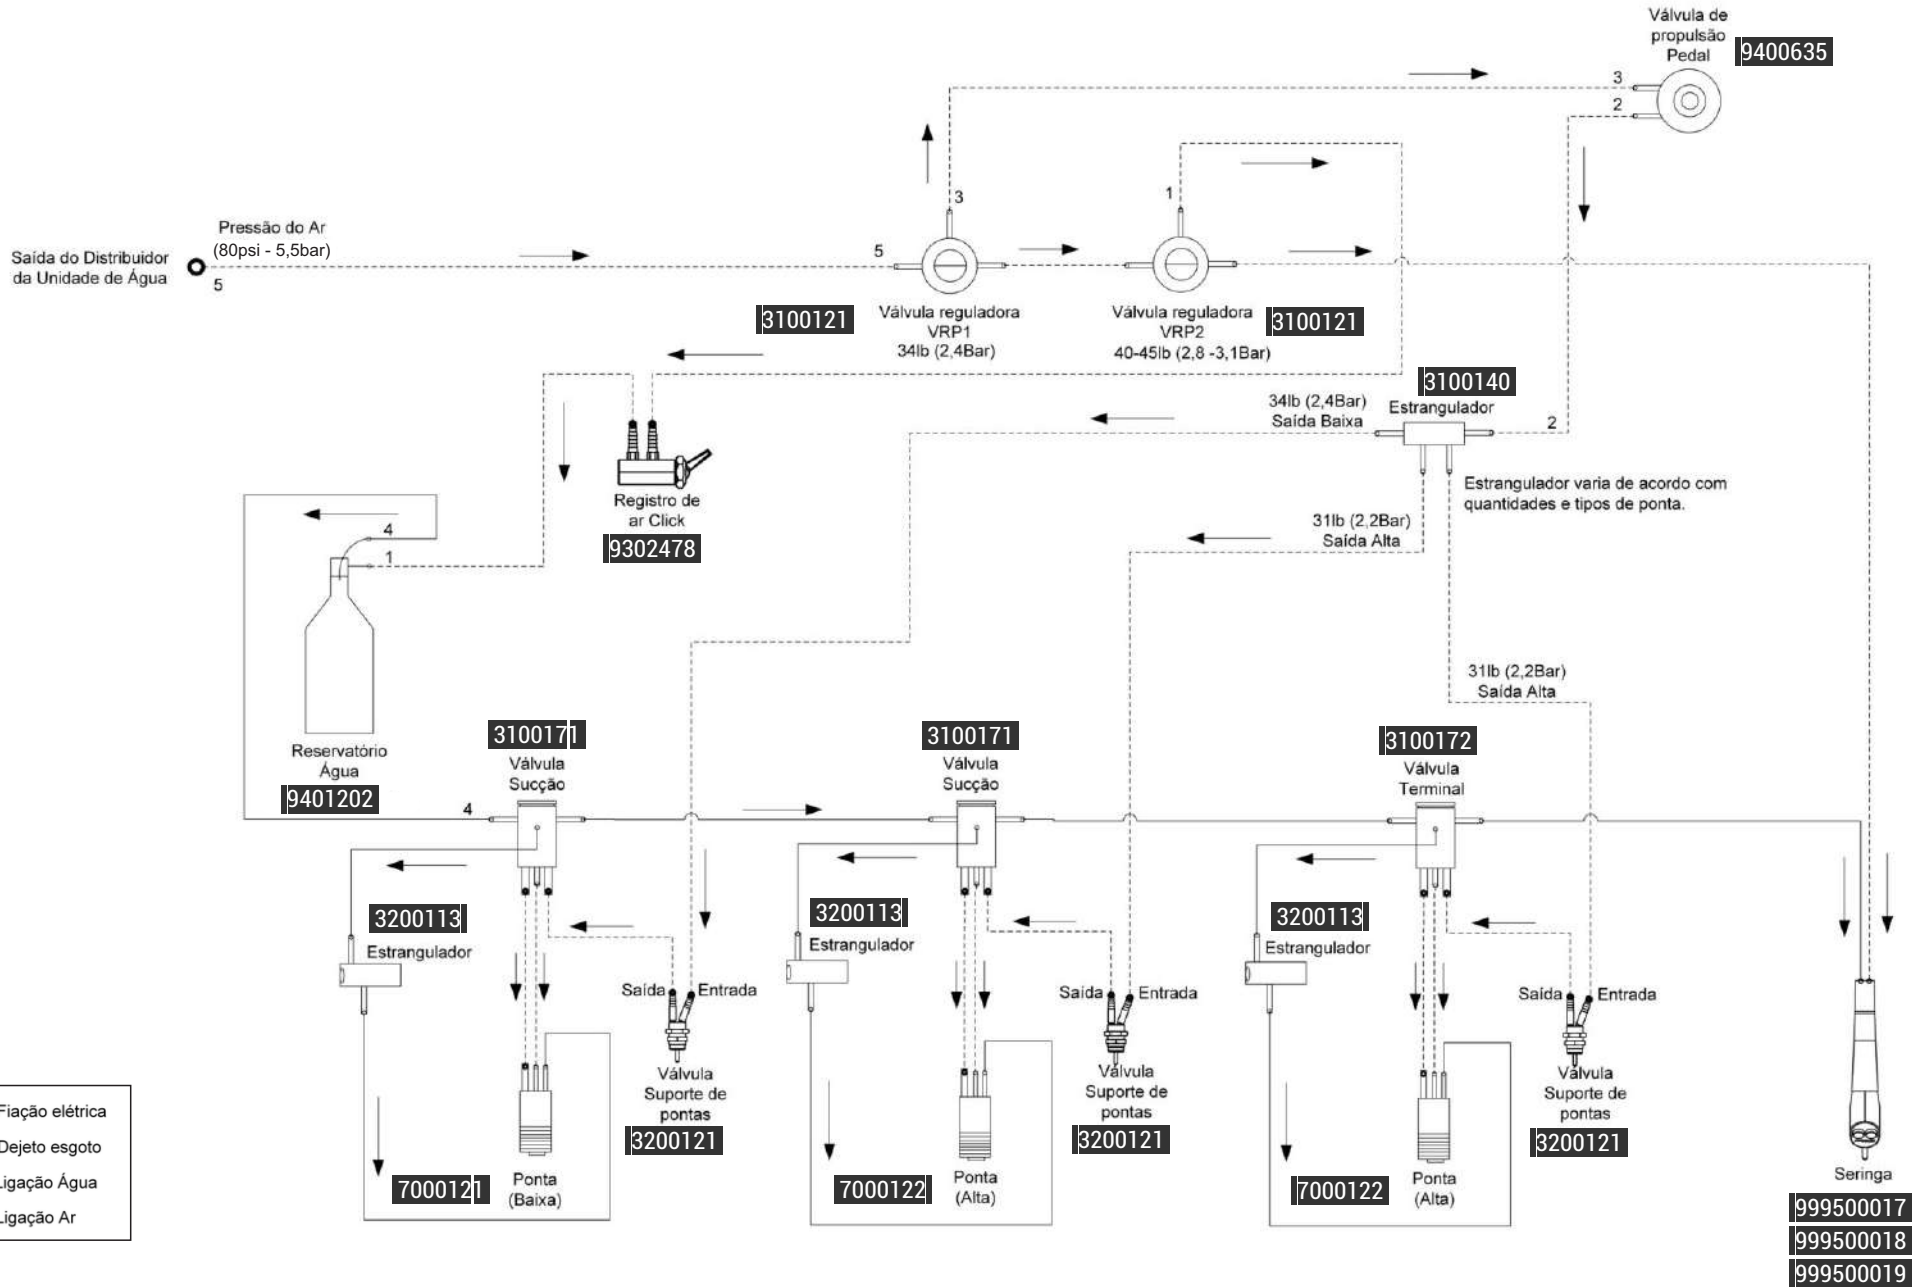 Válvula de
propulsão
Pedal
9400635
3
2
3
1
Pressão do Ar
(80psi - 5,5bar)
Saída do Distribuidor
da Unidade de Água
5
5
3100121
Válvula reguladora
VRP1
34lb (2,4Bar)
Válvula reguladora
VRP2
40-45lb (2,8 -3,1Bar)
3100121
3100140
Estrangulador
34lb (2,4Bar)
Saída Baixa
2
Estrangulador varia de acordo com
quantidades e tipos de ponta.
Registro de
ar Click
9302478
31lb (2,2Bar)
Saída Alta
4
1
31lb (2,2Bar)
Saída Alta
Reservatório
Água
9401202
3100171
Válvula
Sucção
3100171
Válvula
Sucção
3100172
Válvula
Terminal
4
3200113
Estrangulador
3200113
Estrangulador
3200113
Estrangulador
Saída
Entrada
Saída
Entrada
Saída
Entrada
Válvula
Suporte de
pontas
3200121
Válvula
Suporte de
pontas
3200121
Válvula
Suporte de
pontas
3200121
7000121
Ponta
(Baixa)
7000122
Ponta
(Alta)
7000122
Ponta
(Alta)
Seringa
999500017
999500018
999500019
Fiação elétrica
Dejeto esgoto
Ligação Água
Ligação Ar